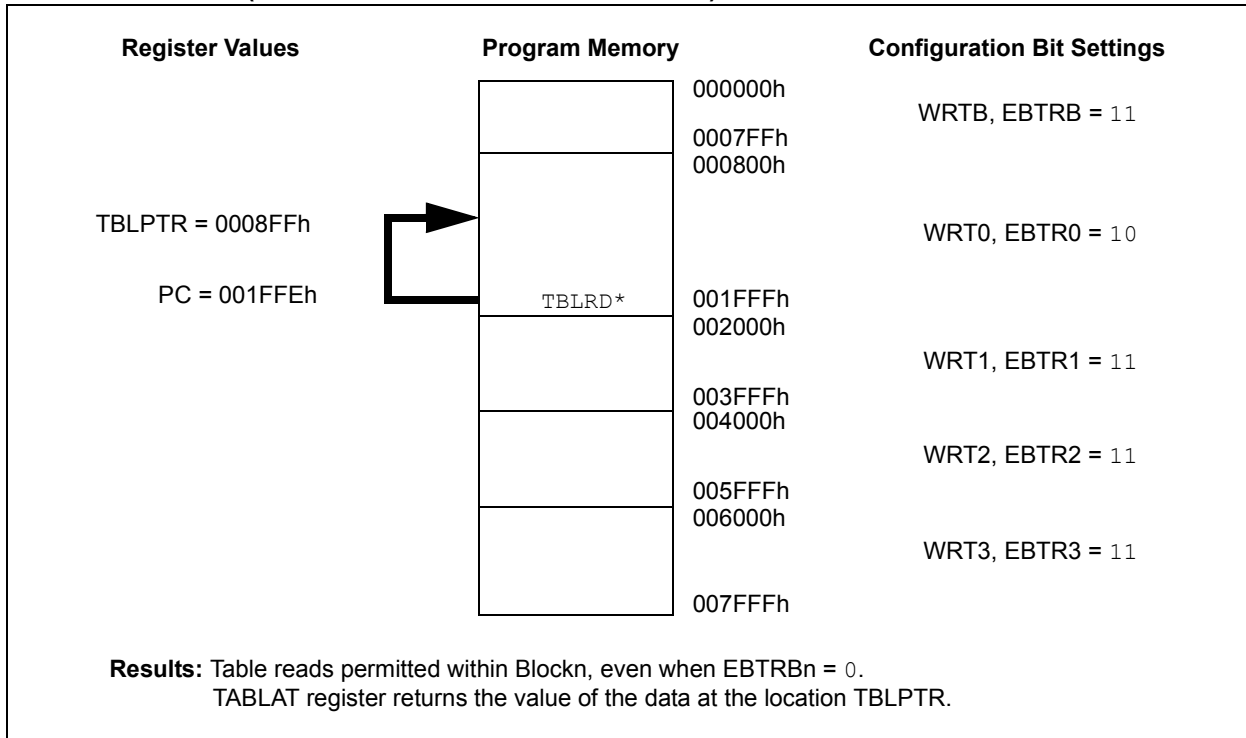 Register Values
Program Memory
Configuration Bit Settings
000000h
WRTB, EBTRB = 11
0007FFh
000800h
TBLPTR = 0008FFh
WRT0, EBTR0 = 10
PC = 001FFEh
TBLRD*
001FFFh
002000h
WRT1, EBTR1 = 11
003FFFh
004000h
WRT2, EBTR2 = 11
005FFFh
006000h
WRT3, EBTR3 = 11
007FFFh
Results: Table reads permitted within Blockn, even when EBTRBn = 0.
TABLAT register returns the value of the data at the location TBLPTR.